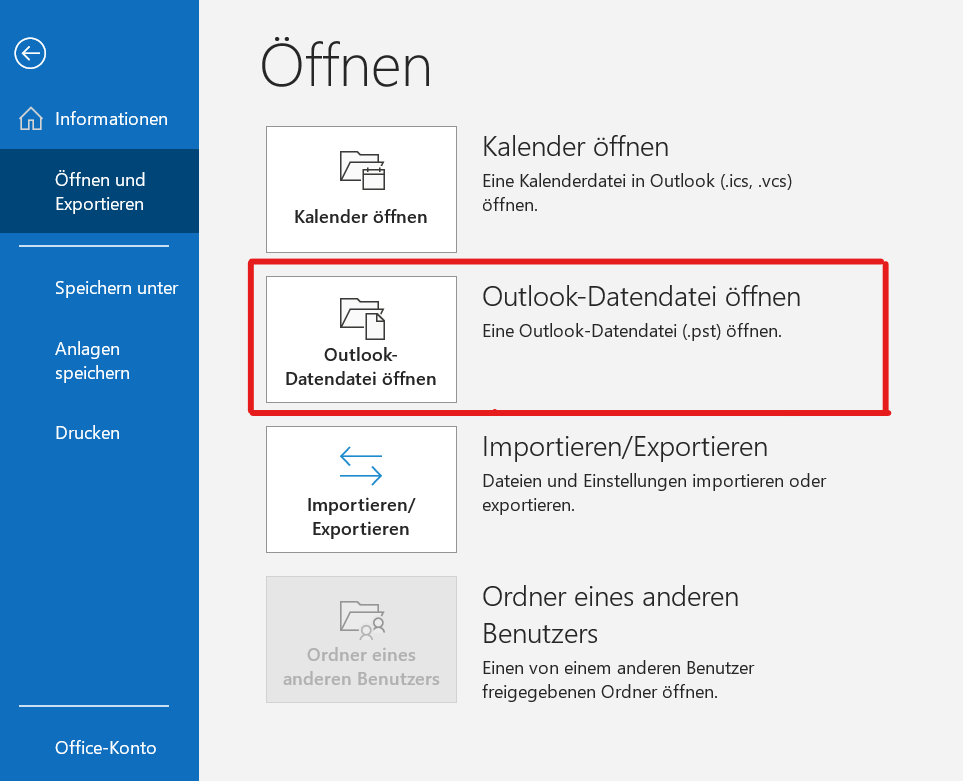 Öffnen
Informationen
Öffnen und
Exportieren
Speichern unter
Anlagen
speichern
Drucken
Office-Konto
Kalender öffnen
Kalender öffnen
Eine Kalenderdatei in Outlook (.ics, .vcs)
öffnen.
Outlook-
Datendatei öffnen
Outlook-Datendatei öffnen
Eine Outlook-Datendatei (.pst) öffnen.
Importieren/
Exportieren
Importieren/Exportieren
Dateien und Einstellungen importieren oder
exportieren.
Ordner eines
anderen Benutzers
Ordner eines anderen
Benutzers
Einen von einem anderen Benutzer
freigegebenen Ordner öffnen.